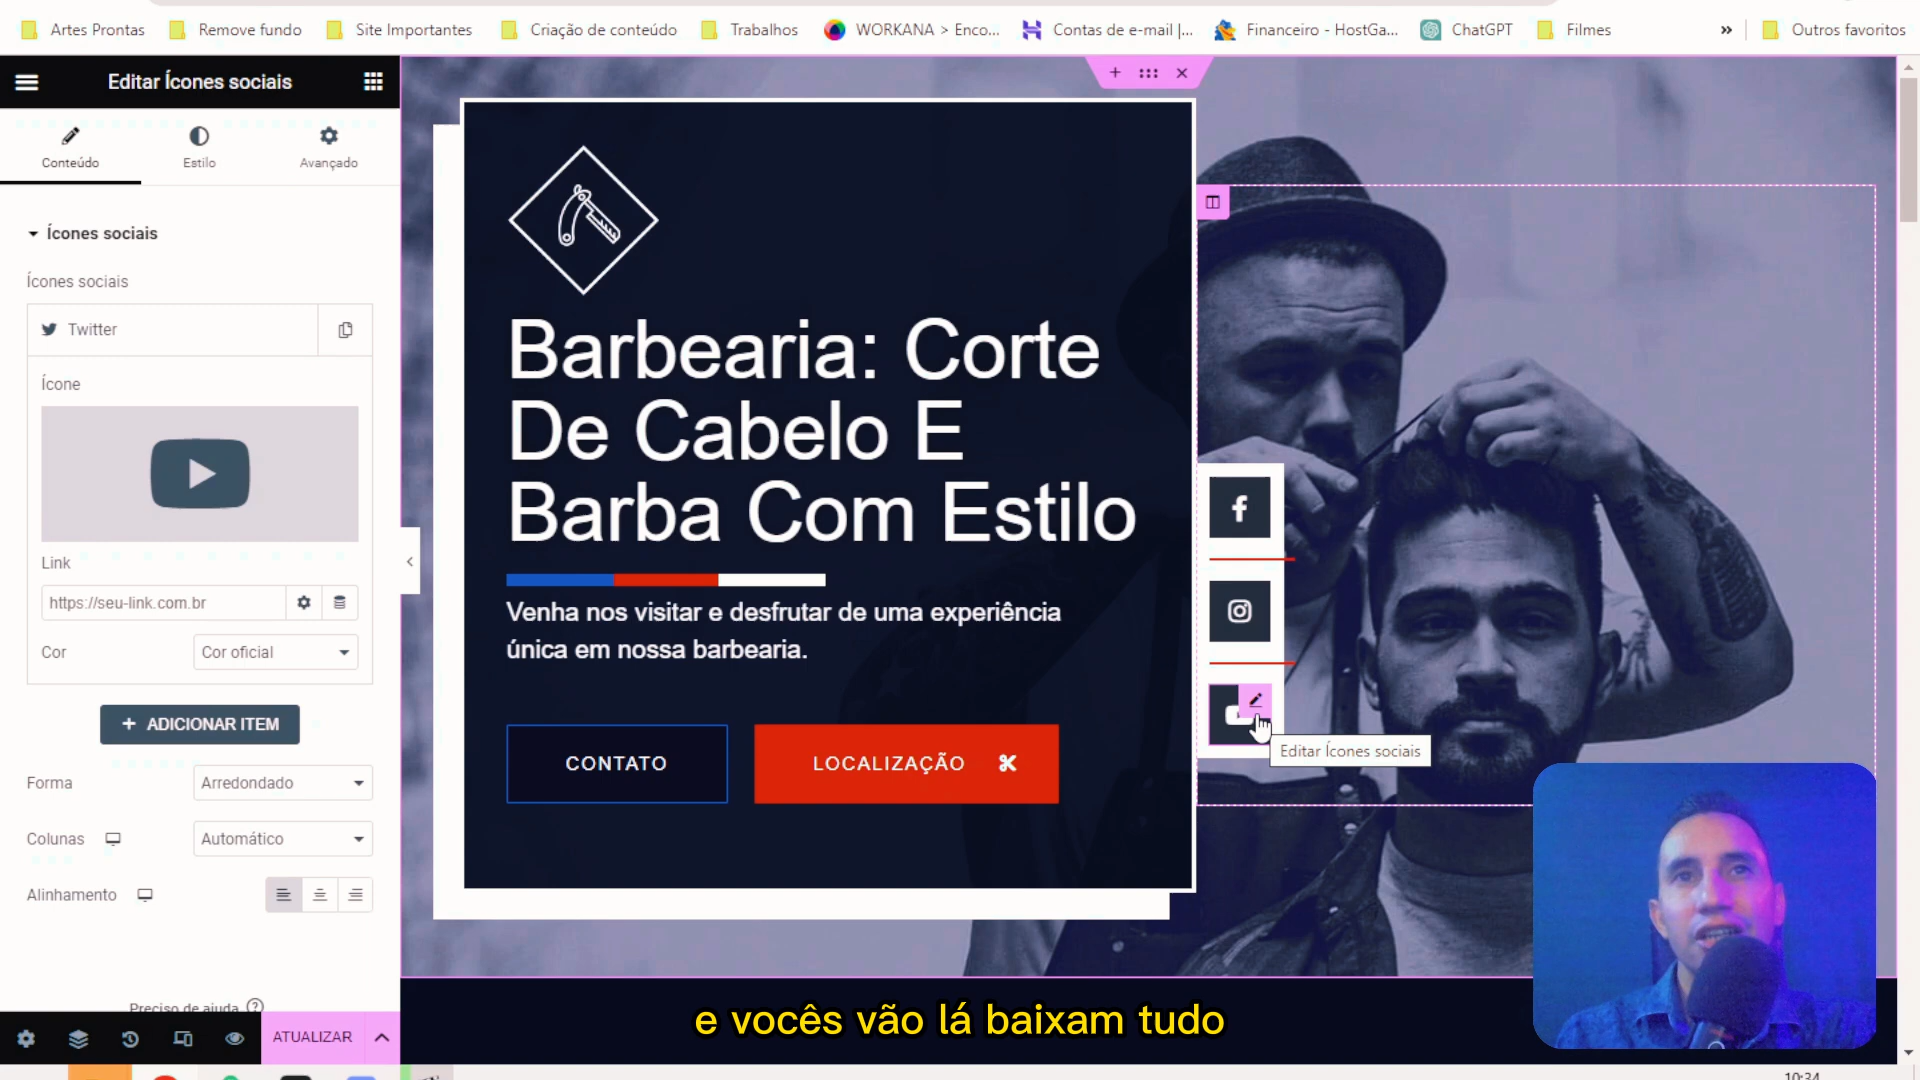 Artes Prontas
Remove fundo
Site Importantes
Criação de conteúdo
Trabalhos
WORKANA > Enco...
Contas de e-mail |...
Financeiro - HostGa...
ChatGPT
Filmes
»
Outros favoritos
Editar Ícones sociais
Conteúdo
Estilo
Avançado
Ícones sociais
Ícones sociais
Twitter
Ícone
Link
https://seu-link.com.br
Cor
Cor oficial
+ ADICIONAR ITEM
Forma
Arredondado
Colunas
Automático
Alinhamento
Preciso de ajuda ?
ATUALIZAR
Barbearia: Corte
De Cabelo E
Barba Com Estilo
Venha nos visitar e desfrutar de uma experiência
única em nossa barbearia.
CONTATO
LOCALIZAÇÃO
Editar Ícones sociais
e vocês vão lá baixam tudo
10:34